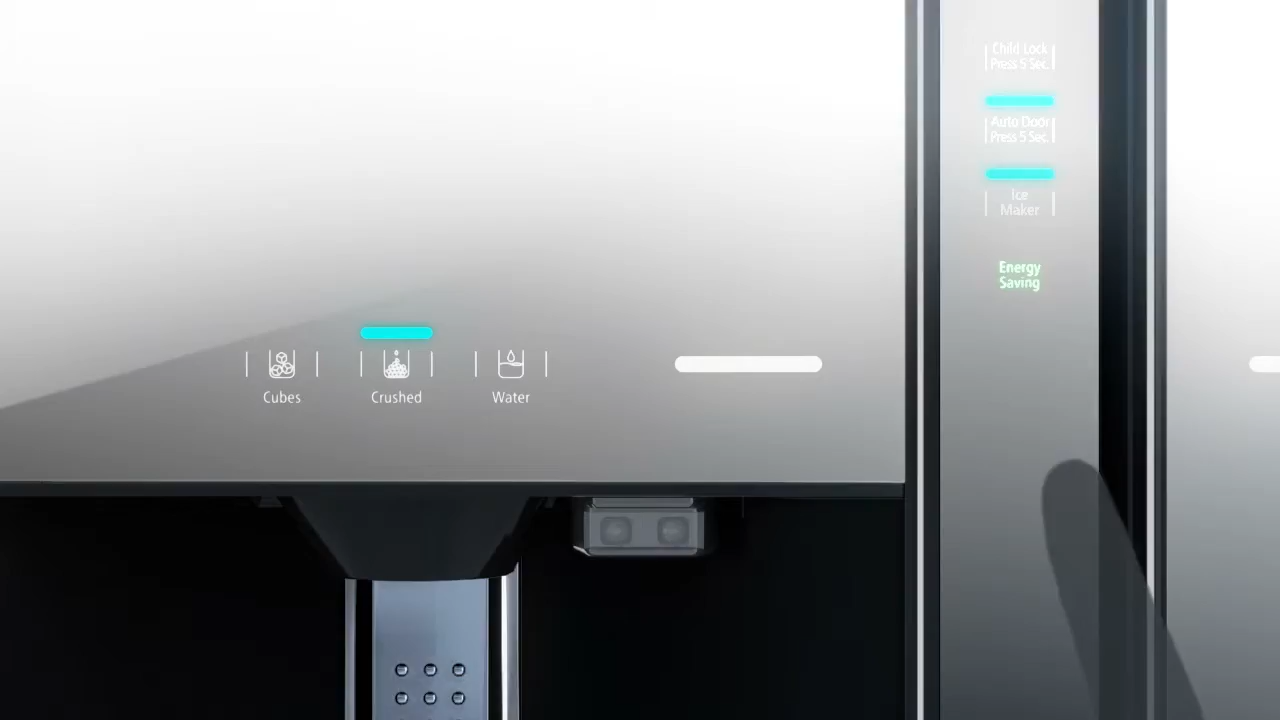 Child Lock
Press 5 Sec.
Auto Door
Press 5 Sec.
Ice
Maker
Energy
Saving
Cubes
Crushed
Water